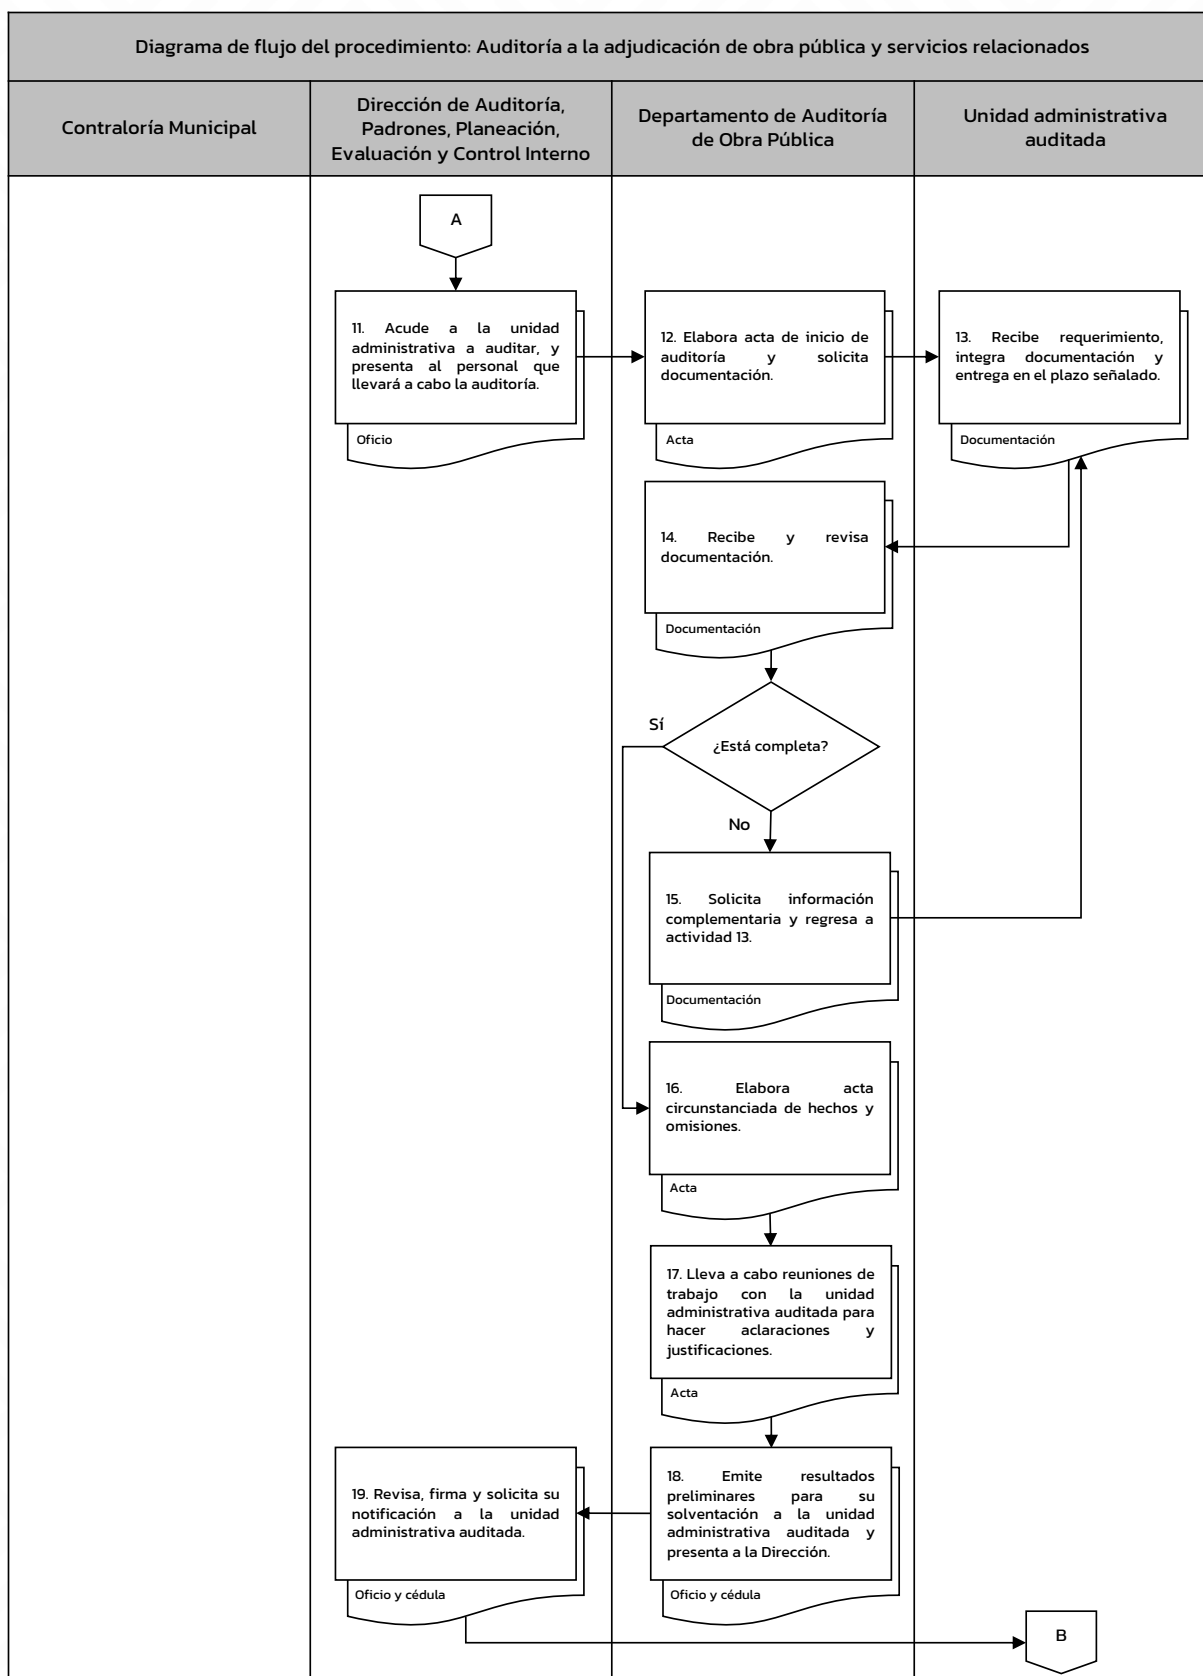 Diagrama de flujo del procedimiento: Auditoría a la adjudicación de obra pública y servicios relacionados
Contraloría Municipal
Dirección de Auditoría,
Padrones, Planeación,
Evaluación y Control Interno
Departamento de Auditoría
de Obra Pública
Unidad administrativa
auditada
A
11. Acude a la unidad
administrativa a auditar, y
presenta al personal que
llevará a cabo la auditoría.
Oficio
12. Elabora acta de inicio de
auditoría y solicita
documentación.
Acta
13. Recibe requerimiento,
integra documentación y
entrega en el plazo señalado.
Documentación
14. Recibe y revisa
documentación.
Documentación
¿Está completa?
Sí
No
15. Solicita información
complementaria y regresa a
actividad 13.
Documentación
16. Elabora acta
circunstanciada de hechos y
omisiones.
Acta
17. Lleva a cabo reuniones de
trabajo con la unidad
administrativa auditada para
hacer aclaraciones y
justificaciones.
Acta
18. Emite resultados
preliminares para su
solventación a la unidad
administrativa auditada y
presenta a la Dirección.
Oficio y cédula
19. Revisa, firma y solicita su
notificación a la unidad
administrativa auditada.
Oficio y cédula
B